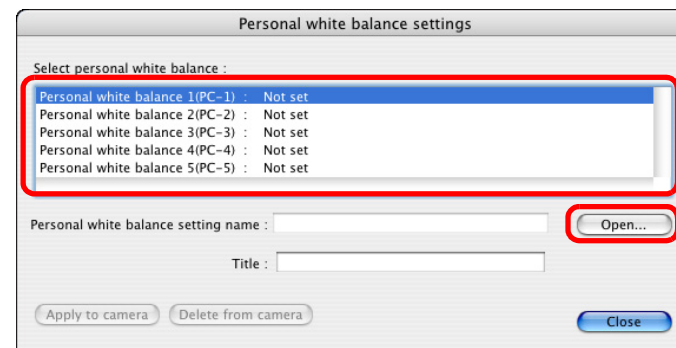 Personal white balance settings
Select personal white balance :
Personal white balance 1(PC-1) : Not set
Personal white balance 2(PC-2) : Not set
Personal white balance 3(PC-3) : Not set
Personal white balance 4(PC-4) : Not set
Personal white balance 5(PC-5) : Not set
Personal white balance setting name : Open...
Title :
Apply to camera Delete from camera Close